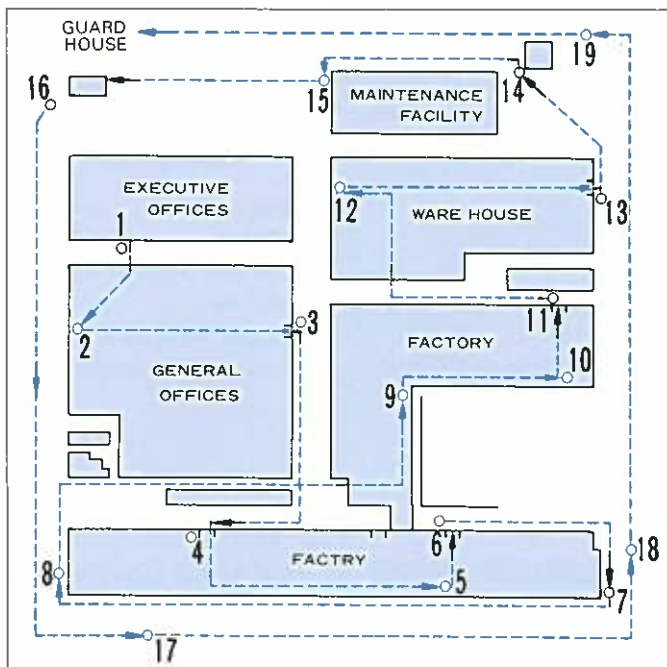 GUARD
HOUSE
19
16
15
MAINTENANCE
FACILITY
14
EXECUTIVE
OFFICES
12
WARE HOUSE
13
1
2
3
11
FACTORY
GENERAL
OFFICES
9
10
4
6
FACTRY
5
18
8
7
17